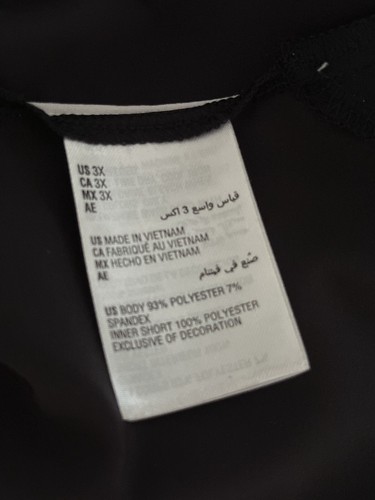 US 3X
CA 3X
MX 3X
AE
قياس واسع 3 اكس
US MADE IN VIETNAM
CA FABRIQUÉ AU VIETNAM
MX HECHO EN VIETNAM
AE
صُنع في فيتنام
US BODY 93% POLYESTER 7%
SPANDEX
INNER SHORT 100% POLYESTER
EXCLUSIVE OF DECORATION